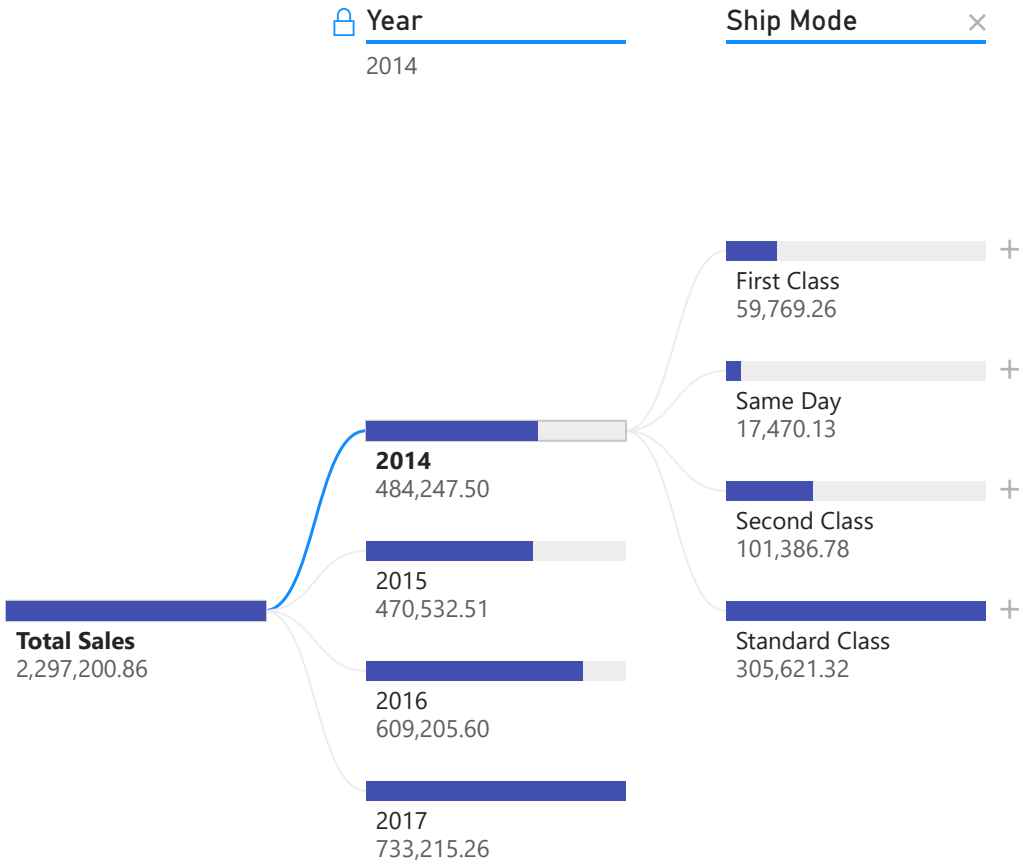 Year
2014
Ship Mode
First Class
59,769.26
Same Day
17,470.13
Second Class
101,386.78
Standard Class
305,621.32
2014
484,247.50
2015
470,532.51
2016
609,205.60
2017
733,215.26
Total Sales
2,297,200.86